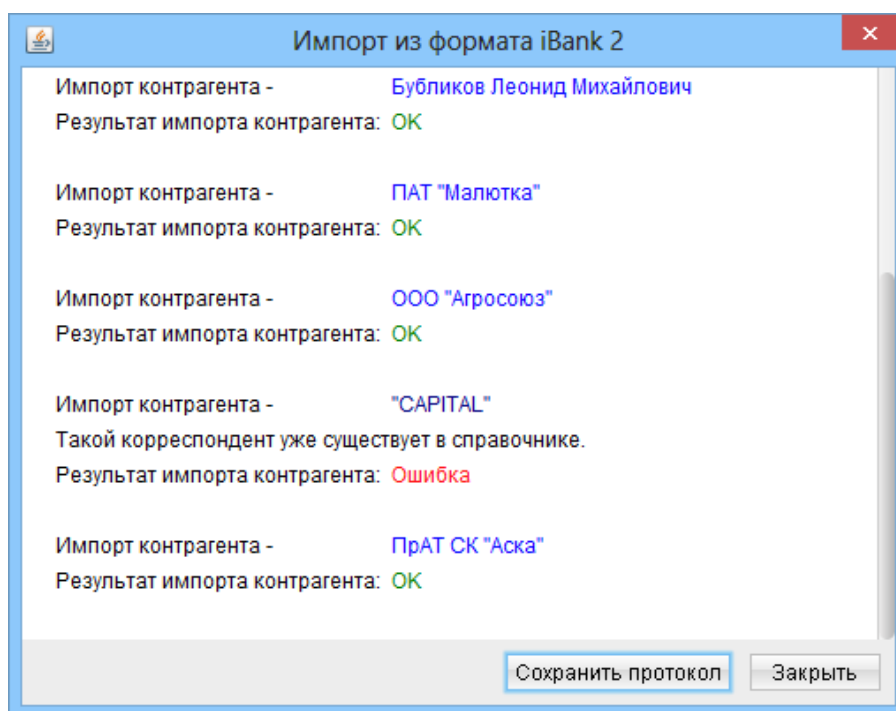 Импорт из формата iBank 2
Импорт контрагента - Бубликов Леонид Михайлович
Результат импорта контрагента: OK
Импорт контрагента - ПАТ "Малютка"
Результат импорта контрагента: OK
Импорт контрагента - ООО "Агросоюз"
Результат импорта контрагента: OK
Импорт контрагента - "CAPITAL"
Такой корреспондент уже существует в справочнике.
Результат импорта контрагента: Ошибка
Импорт контрагента - ПрАТ СК "Аска"
Результат импорта контрагента: OK
Сохранить протокол Закрыть